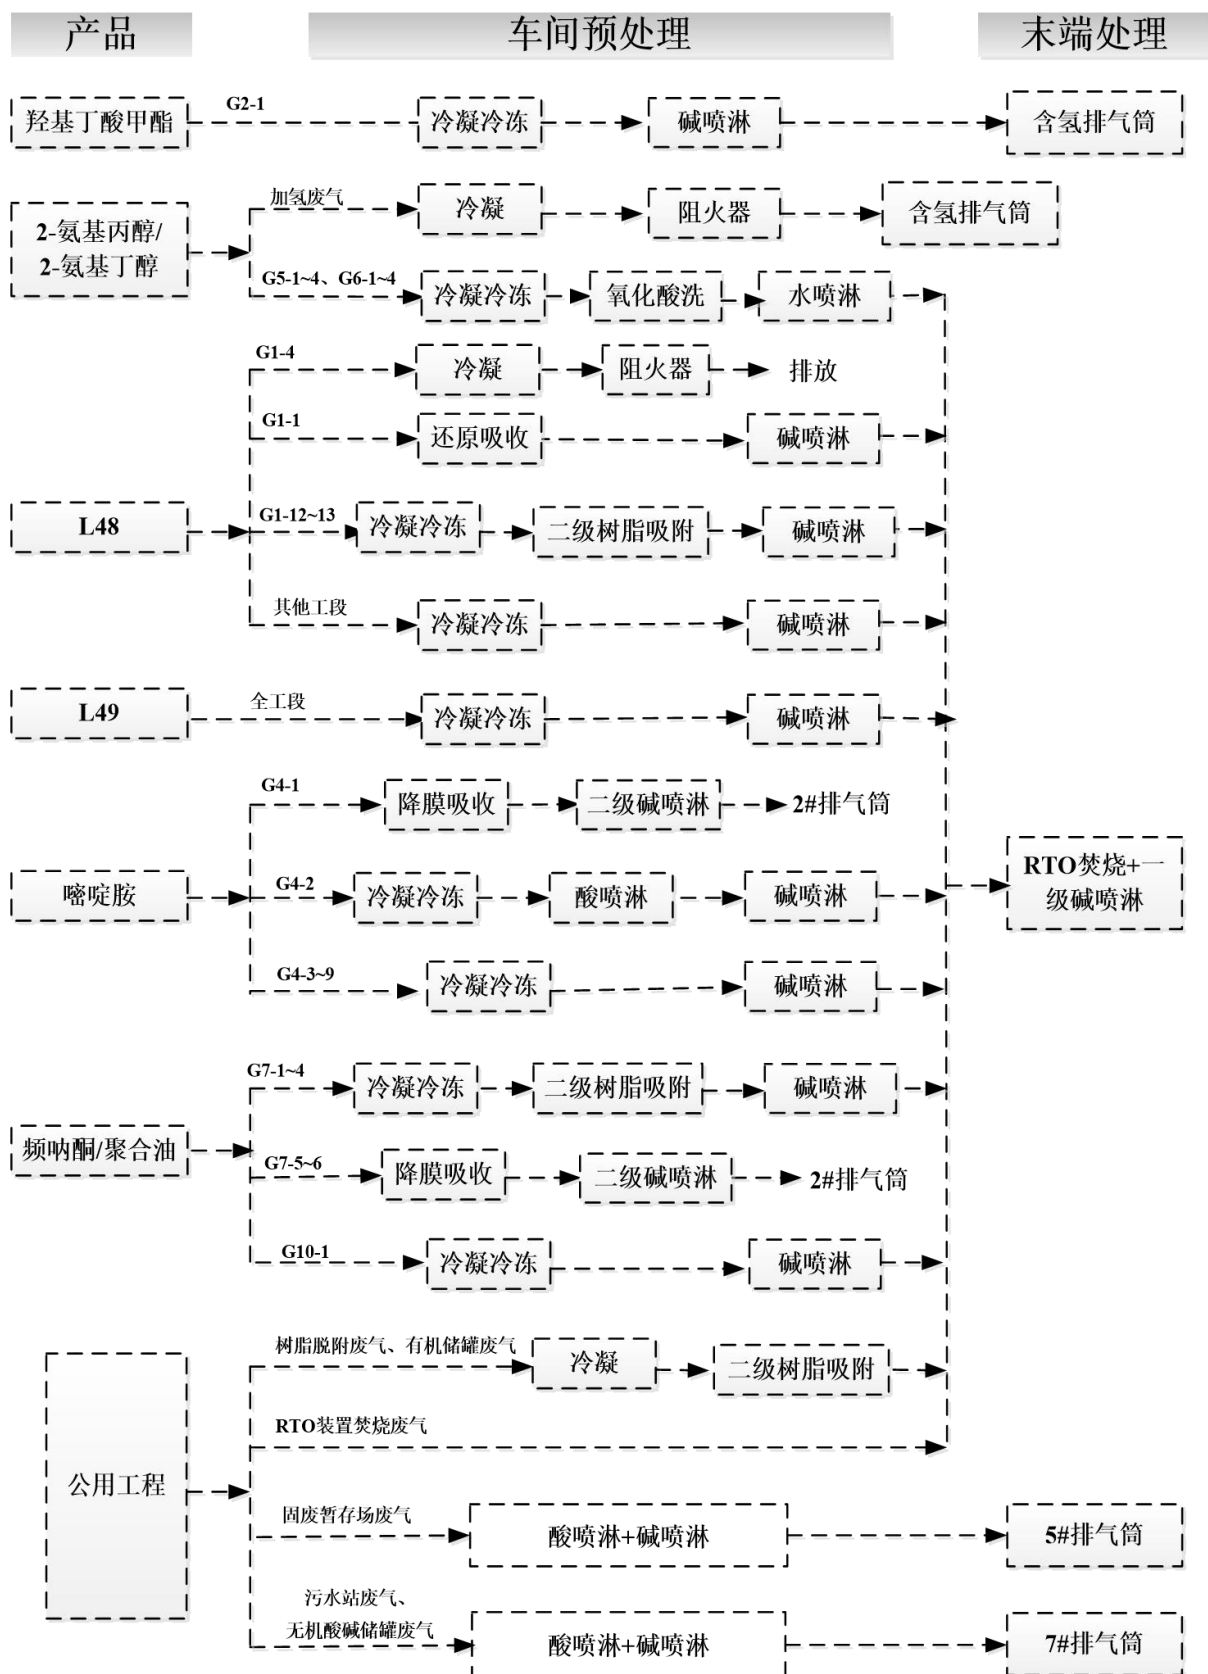 产品
车间预处理
末端处理
羟基丁酸甲酯
G2-1
冷凝冷冻
碱喷淋
含氢排气筒
2-氨基丙醇/
2-氨基丁醇
加氢废气
冷凝
阻火器
含氢排气筒
G5-1~4、G6-1~4
冷凝冷冻
氧化酸洗
水喷淋
L48
G1-4
冷凝
阻火器
排放
G1-1
还原吸收
碱喷淋
G1-12~13
冷凝冷冻
二级树脂吸附
碱喷淋
其他工段
冷凝冷冻
碱喷淋
L49
全工段
冷凝冷冻
碱喷淋
嘧啶胺
G4-1
降膜吸收
二级碱喷淋
2#排气筒
G4-2
冷凝冷冻
酸喷淋
碱喷淋
G4-3~9
冷凝冷冻
碱喷淋
RTO焚烧+一
级碱喷淋
频呐酮/聚合油
G7-1~4
冷凝冷冻
二级树脂吸附
碱喷淋
G7-5~6
降膜吸收
二级碱喷淋
2#排气筒
G10-1
冷凝冷冻
碱喷淋
公用工程
树脂脱附废气、有机储罐废气
冷凝
二级树脂吸附
RTO装置焚烧废气
固废暂存场废气
酸喷淋+碱喷淋
5#排气筒
污水站废气、
无机酸碱储罐废气
酸喷淋+碱喷淋
7#排气筒